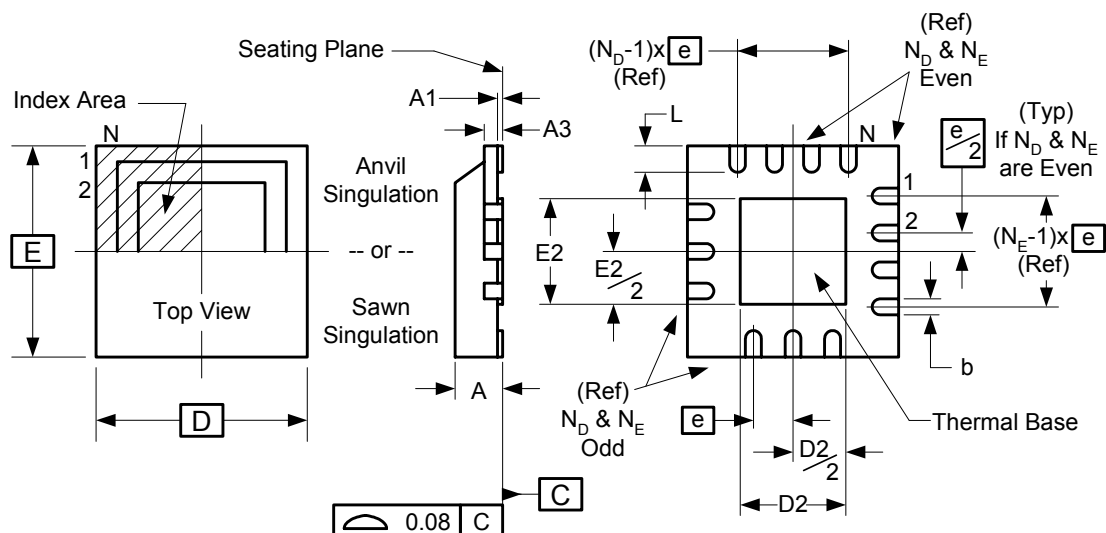 Seating Plane
Index Area
N
1
2
E
Top View
D
A1
A3
Anvil
Singulation
-- or --
Sawn
Singulation
A
0.08 C
C
(N_D-1)x e
(Ref)
L
(Ref)
N_D & N_E
Even
N
e/2
(Typ)
If N_D & N_E
are Even
1
2
(N_E-1)x e
(Ref)
E2
E2/2
b
(Ref)
N_D & N_E
Odd
e
Thermal Base
D2/2
D2